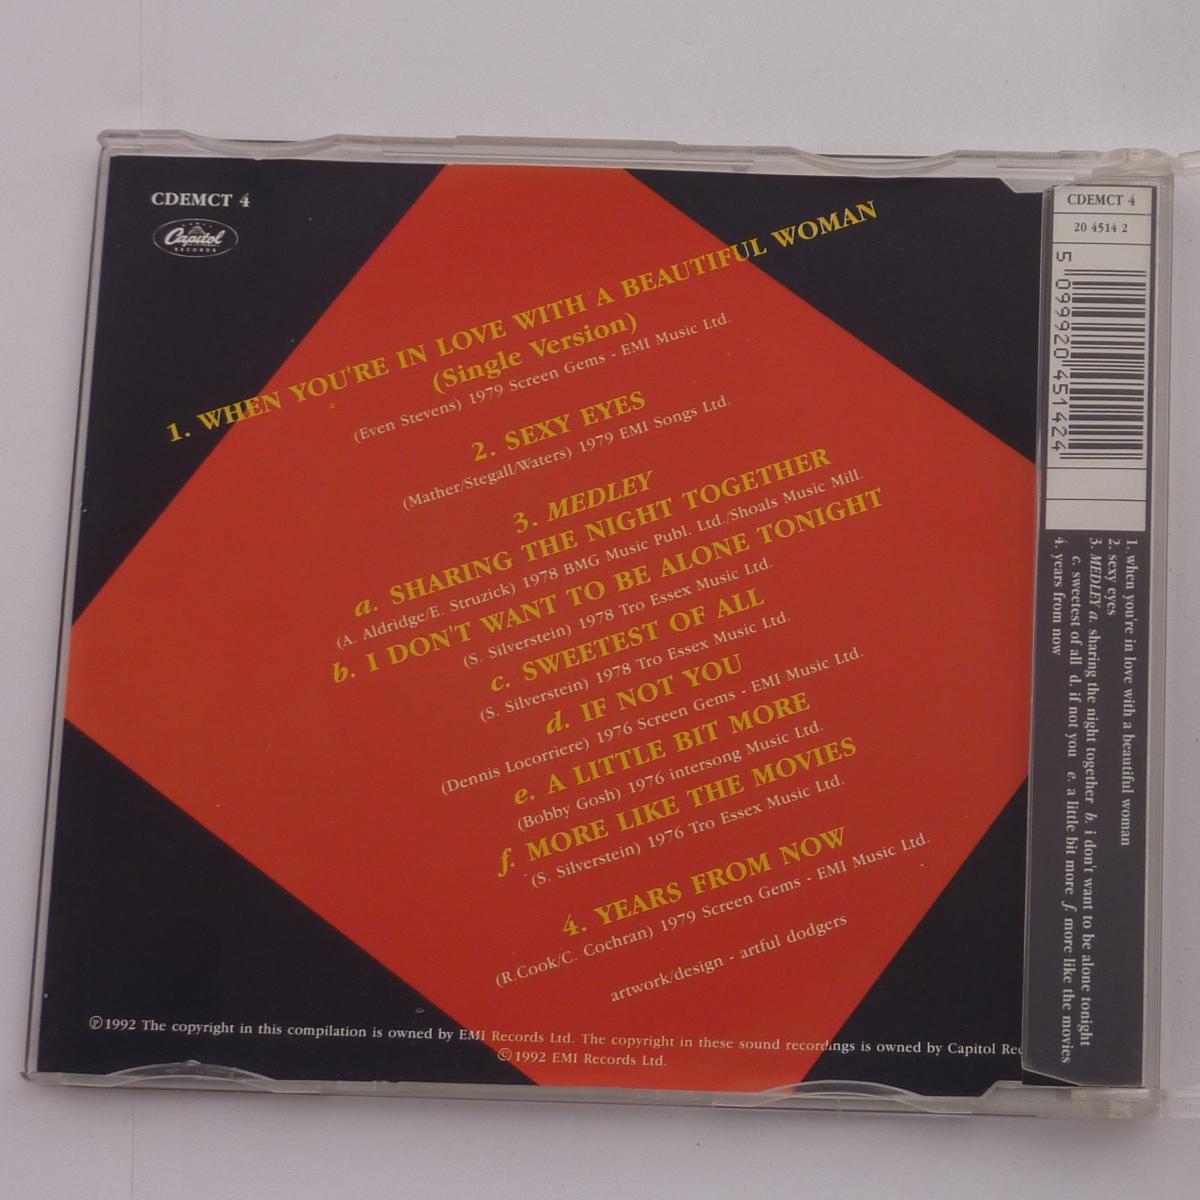 CDEMCT 4
Capitol
RECORDS
1. WHEN YOU'RE IN LOVE WITH A BEAUTIFUL WOMAN
(Single Version)
(Even Stevens) 1979 Screen Gems - EMI Music Ltd.
2. SEXY EYES
(Mather/Stegall/Waters) 1979 EMI Songs Ltd.
3. MEDLEY
a. SHARING THE NIGHT TOGETHER
(A. Aldridge/E. Struzick) 1978 BMG Music Publ. Ltd./Shoals Music Mill.
b. I DON'T WANT TO BE ALONE TONIGHT
(S. Silverstein) 1978 Tro Essex Music Ltd.
c. SWEETEST OF ALL
(S. Silverstein) 1978 Tro Essex Music Ltd.
d. IF NOT YOU
(Dennis Locorriere) 1976 Screen Gems - EMI Music Ltd.
e. A LITTLE BIT MORE
(Bobby Gosh) 1976 intersong Music Ltd.
f. MORE LIKE THE MOVIES
(S. Silverstein) 1976 Tro Essex Music Ltd.
4. YEARS FROM NOW
(R.Cook/C. Cochran) 1979 Screen Gems - EMI Music Ltd.
artwork/design - artful dodgers
℗1992 The copyright in this compilation is owned by EMI Records Ltd. The copyright in these sound recordings is owned by Capitol Rec
©1992 EMI Records Ltd.
CDEMCT 4
20 4514 2
5 099920 451424
1. when you're in love with a beautiful woman
2. sexy eyes
3. MEDLEY a. sharing the night together b. i don't want to be alone tonight
c. sweetest of all d. if not you e. a little bit more f. more like the movies
4. years from now